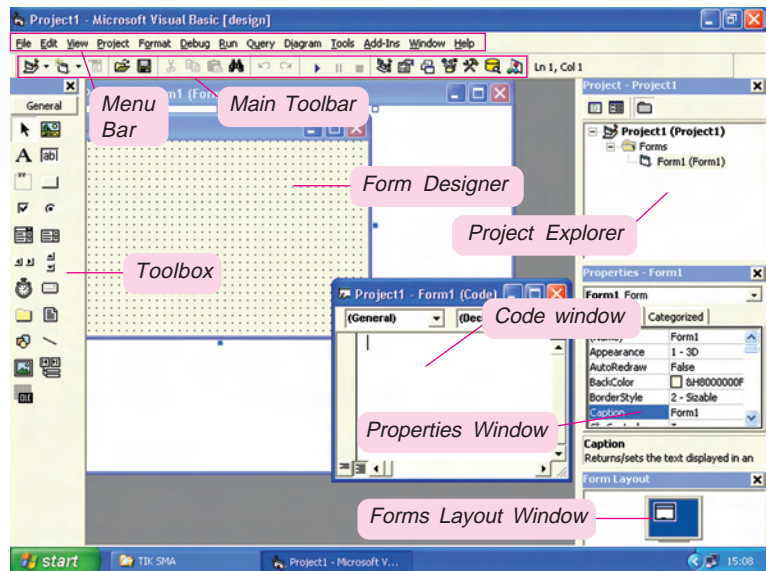 Project1 - Microsoft Visual Basic [design]
File Edit View Project Format Debug Run Query Diagram Tools Add-Ins Window Help
Ln 1, Col 1
General
Menu Bar
Main Toolbar
Form Designer
Toolbox
Project - Project1
Project1 (Project1)
Forms
Form1 (Form1)
Project Explorer
Project1 - Form1 (Code)
(General)
Code window
Properties - Form1
Form1 Form
Categorized
(Name) Form1
Appearance 1 - 3D
AutoRedraw False
BackColor &H8000000F
BorderStyle 2 - Sizable
Caption Form1
Properties Window
Caption
Returns/sets the text displayed in an
Form Layout
Forms Layout Window
start
TIK SMA
Project1 - Microsoft V...
15:08